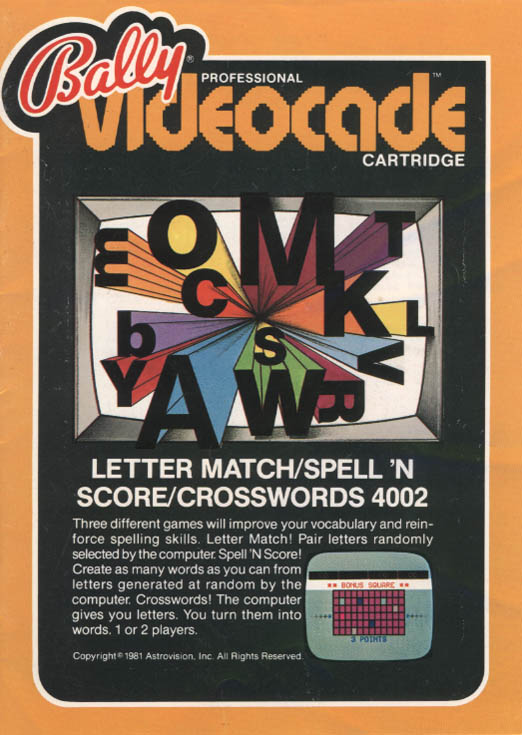 Bally®
PROFESSIONAL
VIDEOCADE™
CARTRIDGE
m O C M T
K L
b S V
Y A W R
LETTER MATCH/SPELL 'N
SCORE/CROSSWORDS 4002
Three different games will improve your vocabulary and rein-
force spelling skills. Letter Match! Pair letters randomly
selected by the computer. Spell 'N Score!
Create as many words as you can from
letters generated at random by the
computer. Crosswords! The computer
gives you letters. You turn them into
words. 1 or 2 players.
** BONUS SQUARE **
3 POINTS
Copyright © 1981 Astrovision, Inc. All Rights Reserved.